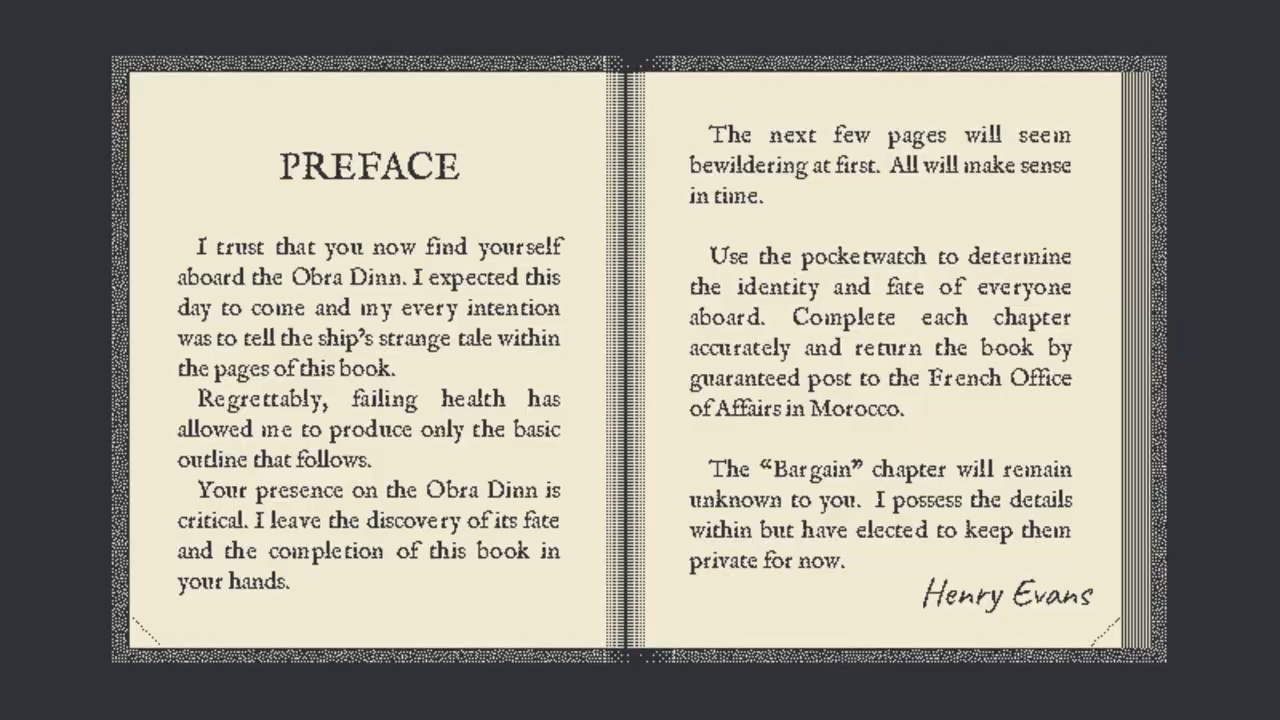 PREFACE
I trust that you now find yourself
aboard the Obra Dinn. I expected this
day to come and my every intention
was to tell the ship's strange tale within
the pages of this book.
Regrettably, failing health has
allowed me to produce only the basic
outline that follows.
Your presence on the Obra Dinn is
critical. I leave the discovery of its fate
and the completion of this book in
your hands.
The next few pages will seem
bewildering at first. All will make sense
in time.
Use the pocketwatch to determine
the identity and fate of everyone
aboard. Complete each chapter
accurately and return the book by
guaranteed post to the French Office
of Affairs in Morocco.
The “Bargain” chapter will remain
unknown to you. I possess the details
within but have elected to keep them
private for now.
Henry Evans